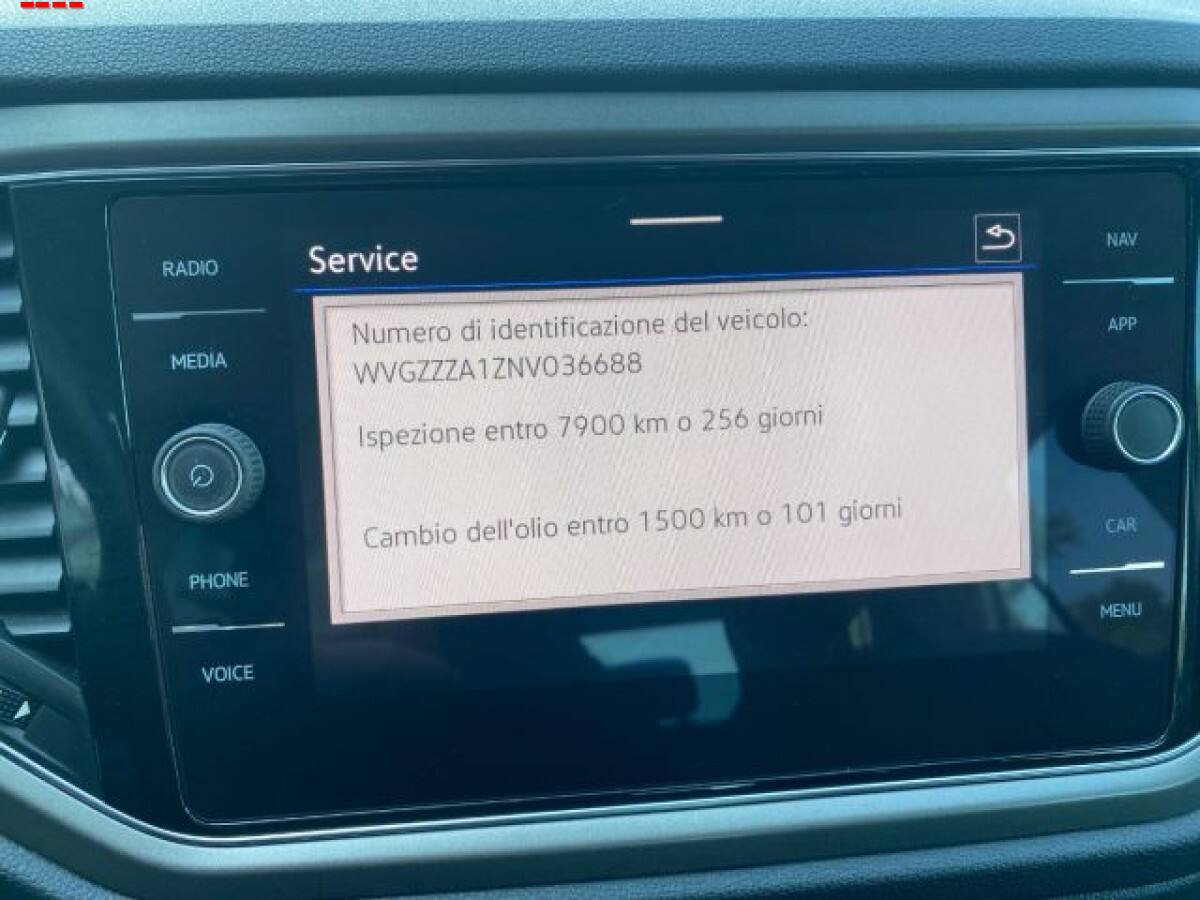 Service
RADIO
MEDIA
PHONE
VOICE
Numero di identificazione del veicolo:
WVGZZZA1ZNV036688
Ispezione entro 7900 km o 256 giorni
Cambio dell'olio entro 1500 km o 101 giorni
NAV
APP
CAR
MENU